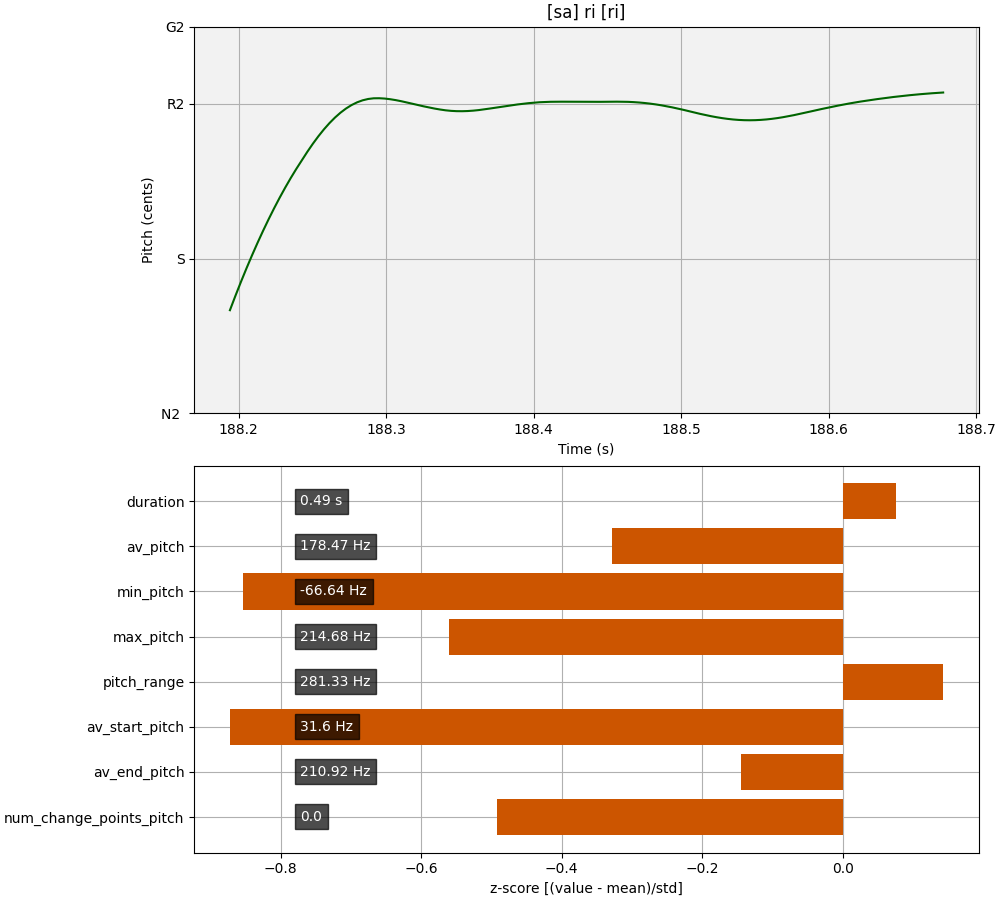 [sa] ri [ri]
G2
R2
S
N2
Pitch (cents)
188.2 188.3 188.4 188.5 188.6 188.7
Time (s)
duration 0.49 s
av_pitch 178.47 Hz
min_pitch -66.64 Hz
max_pitch 214.68 Hz
pitch_range 281.33 Hz
av_start_pitch 31.6 Hz
av_end_pitch 210.92 Hz
num_change_points_pitch 0.0
−0.8 −0.6 −0.4 −0.2 0.0
z-score [(value - mean)/std]